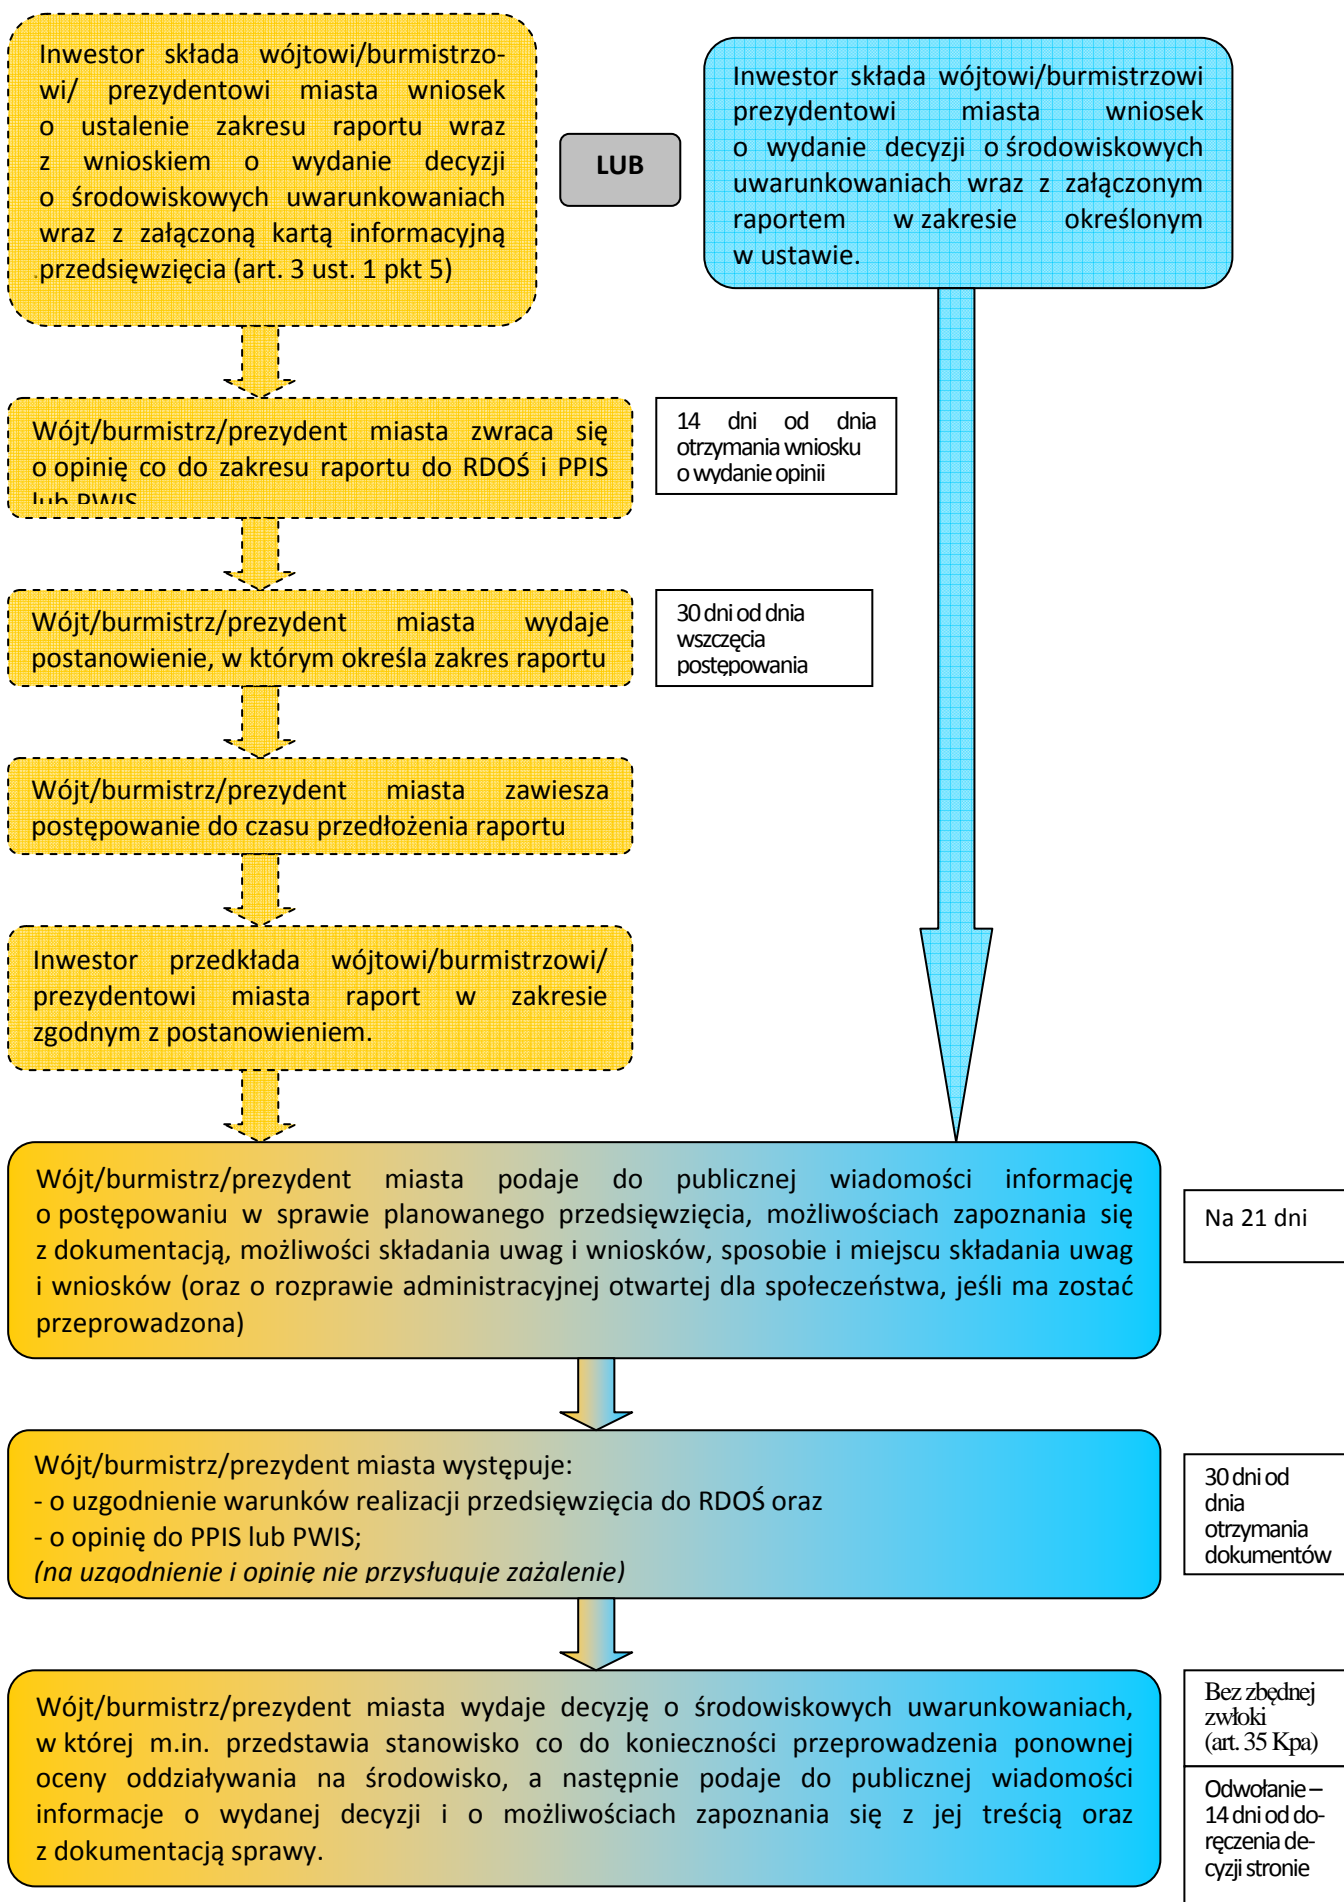 Inwestor składa wójtowi/burmistrzo-
wi/ prezydentowi miasta wniosek
o ustalenie zakresu raportu wraz
z wnioskiem o wydanie decyzji
o środowiskowych uwarunkowaniach
wraz z załączoną kartą informacyjną
przedsięwzięcia (art. 3 ust. 1 pkt 5)
LUB
Inwestor składa wójtowi/burmistrzowi
prezydentowi miasta wniosek
o wydanie decyzji o środowiskowych
uwarunkowaniach wraz z załączonym
raportem w zakresie określonym
w ustawie.
Wójt/burmistrz/prezydent miasta zwraca się
o opinię co do zakresu raportu do RDOŚ i PPIS
lub PWIS
14 dni od dnia
otrzymania wniosku
o wydanie opinii
Wójt/burmistrz/prezydent miasta wydaje
postanowienie, w którym określa zakres raportu
30 dni od dnia
wszczęcia
postępowania
Wójt/burmistrz/prezydent miasta zawiesza
postępowanie do czasu przedłożenia raportu
Inwestor przedkłada wójtowi/burmistrzowi/
prezydentowi miasta raport w zakresie
zgodnym z postanowieniem.
Wójt/burmistrz/prezydent miasta podaje do publicznej wiadomości informację
o postępowaniu w sprawie planowanego przedsięwzięcia, możliwościach zapoznania się
z dokumentacją, możliwości składania uwag i wniosków, sposobie i miejscu składania uwag
i wniosków (oraz o rozprawie administracyjnej otwartej dla społeczeństwa, jeśli ma zostać
przeprowadzona)
Na 21 dni
Wójt/burmistrz/prezydent miasta występuje:
- o uzgodnienie warunków realizacji przedsięwzięcia do RDOŚ oraz
- o opinię do PPIS lub PWIS;
(na uzgodnienie i opinię nie przysługuje zażalenie)
30 dni od
dnia
otrzymania
dokumentów
Wójt/burmistrz/prezydent miasta wydaje decyzję o środowiskowych uwarunkowaniach,
w której m.in. przedstawia stanowisko co do konieczności przeprowadzenia ponownej
oceny oddziaływania na środowisko, a następnie podaje do publicznej wiadomości
informacje o wydanej decyzji i o możliwościach zapoznania się z jej treścią oraz
z dokumentacją sprawy.
Bez zbędnej
zwłoki
(art. 35 Kpa)
Odwołanie –
14 dni od do-
ręczenia de-
cyzji stronie